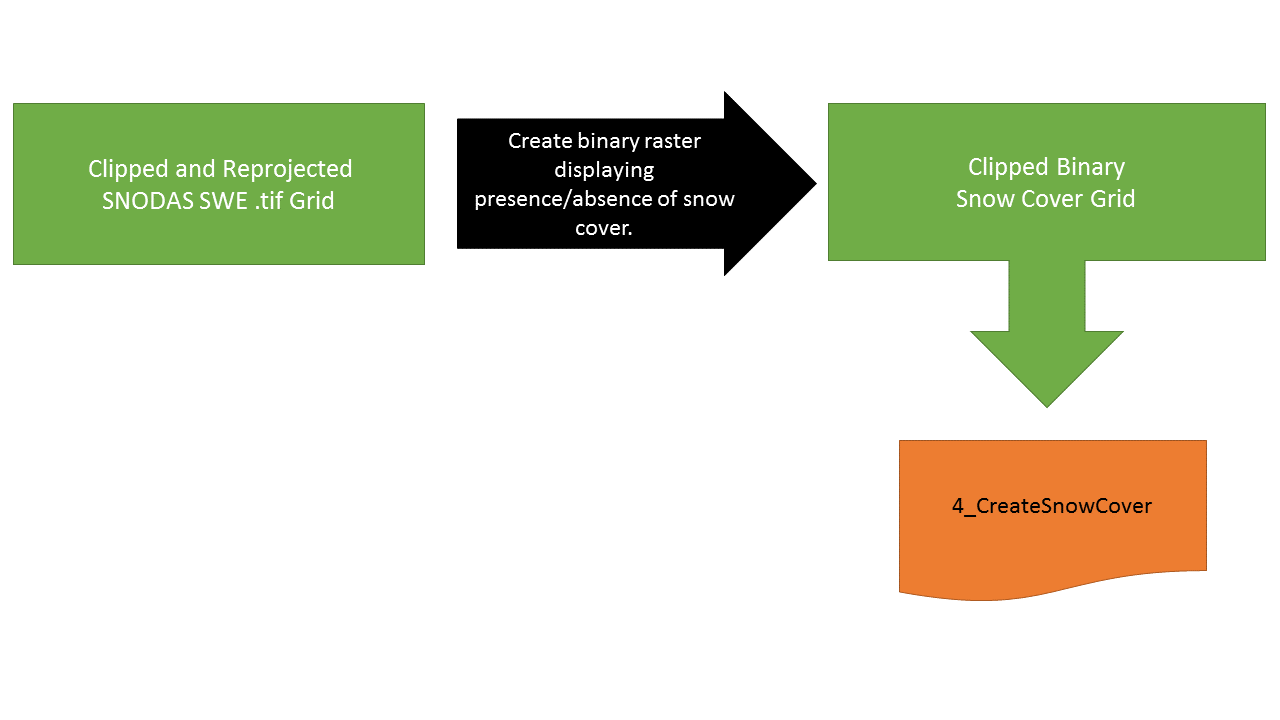 Clipped and Reprojected
SNODAS SWE .tif Grid
Create binary raster
displaying
presence/absence of snow
cover.
Clipped Binary
Snow Cover Grid
4_CreateSnowCover